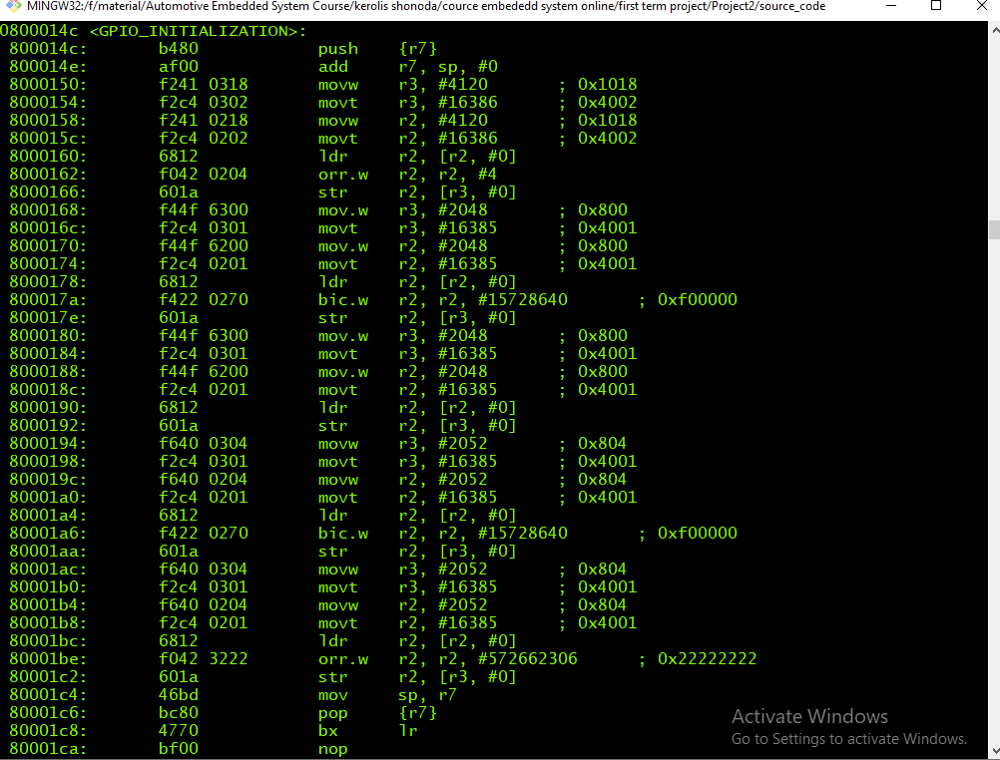 MINGW32:/f/material/Automotive Embedded System Course/kerolis shonoda/cource embededd system online/first term project/Project2/source_code
0800014c <GPIO_INITIALIZATION>:
800014c: b480 push {r7}
800014e: af00 add r7, sp, #0
8000150: f241 0318 movw r3, #4120 ; 0x1018
8000154: f2c4 0302 movt r3, #16386 ; 0x4002
8000158: f241 0218 movw r2, #4120 ; 0x1018
800015c: f2c4 0202 movt r2, #16386 ; 0x4002
8000160: 6812 ldr r2, [r2, #0]
8000162: f042 0204 orr.w r2, r2, #4
8000166: 601a str r2, [r3, #0]
8000168: f44f 6300 mov.w r3, #2048 ; 0x800
800016c: f2c4 0301 movt r3, #16385 ; 0x4001
8000170: f44f 6200 mov.w r2, #2048 ; 0x800
8000174: f2c4 0201 movt r2, #16385 ; 0x4001
8000178: 6812 ldr r2, [r2, #0]
800017a: f422 0270 bic.w r2, r2, #15728640 ; 0xf00000
800017e: 601a str r2, [r3, #0]
8000180: f44f 6300 mov.w r3, #2048 ; 0x800
8000184: f2c4 0301 movt r3, #16385 ; 0x4001
8000188: f44f 6200 mov.w r2, #2048 ; 0x800
800018c: f2c4 0201 movt r2, #16385 ; 0x4001
8000190: 6812 ldr r2, [r2, #0]
8000192: 601a str r2, [r3, #0]
8000194: f640 0304 movw r3, #2052 ; 0x804
8000198: f2c4 0301 movt r3, #16385 ; 0x4001
800019c: f640 0204 movw r2, #2052 ; 0x804
80001a0: f2c4 0201 movt r2, #16385 ; 0x4001
80001a4: 6812 ldr r2, [r2, #0]
80001a6: f422 0270 bic.w r2, r2, #15728640 ; 0xf00000
80001aa: 601a str r2, [r3, #0]
80001ac: f640 0304 movw r3, #2052 ; 0x804
80001b0: f2c4 0301 movt r3, #16385 ; 0x4001
80001b4: f640 0204 movw r2, #2052 ; 0x804
80001b8: f2c4 0201 movt r2, #16385 ; 0x4001
80001bc: 6812 ldr r2, [r2, #0]
80001be: f042 3222 orr.w r2, r2, #572662306 ; 0x22222222
80001c2: 601a str r2, [r3, #0]
80001c4: 46bd mov sp, r7
80001c6: bc80 pop {r7}
80001c8: 4770 bx lr
80001ca: bf00 nop
Activate Windows
Go to Settings to activate Windows.